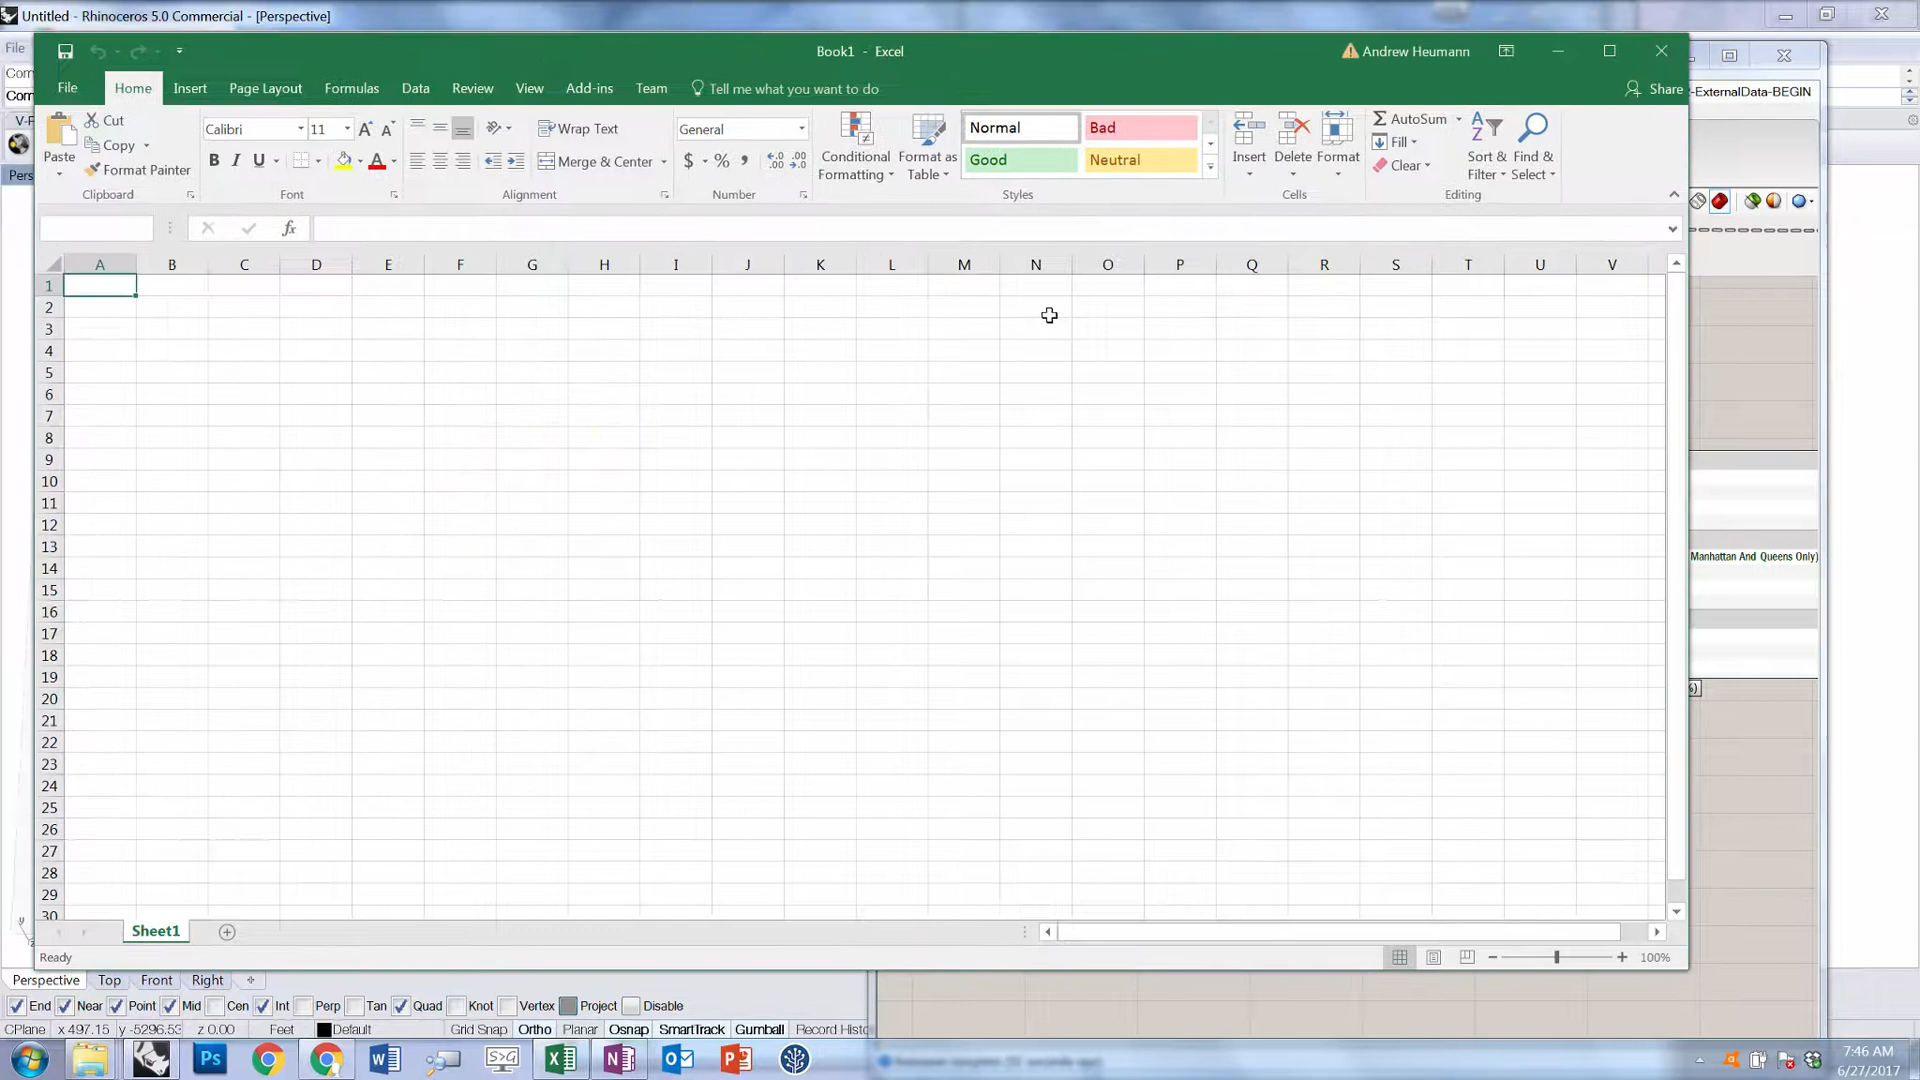 Untitled - Rhinoceros 5.0 Commercial - [Perspective]
Book1 - Excel
Andrew Heumann
File
File Home Insert Page Layout Formulas Data Review View Add-ins Team Tell me what you want to do
Share
-ExternalData-BEGIN
Paste
Cut
Copy
Format Painter
Clipboard
Calibri 11
B I U
Font
Wrap Text
Merge & Center
Alignment
General
$ % ,
Number
Conditional Formatting
Format as Table
Normal Bad
Good Neutral
Styles
Insert Delete Format
Cells
AutoSum
Fill
Clear
Sort & Filter
Find & Select
Editing
fx
A B C D E F G H I J K L M N O P Q R S T U V
1
2
3
4
5
6
7
8
9
10
11
12
13
14
15
16
17
18
19
20
21
22
23
24
25
26
27
28
29
30
Manhattan And Queens Only)
Sheet1
Ready
100%
Perspective Top Front Right
End Near Point Mid Cen Int Perp Tan Quad Knot Vertex Project Disable
CPlane x 497.15 y -5296.53 z 0.00 Feet Default Grid Snap Ortho Planar Osnap SmartTrack Gumball Record Histo
7:46 AM
6/27/2017